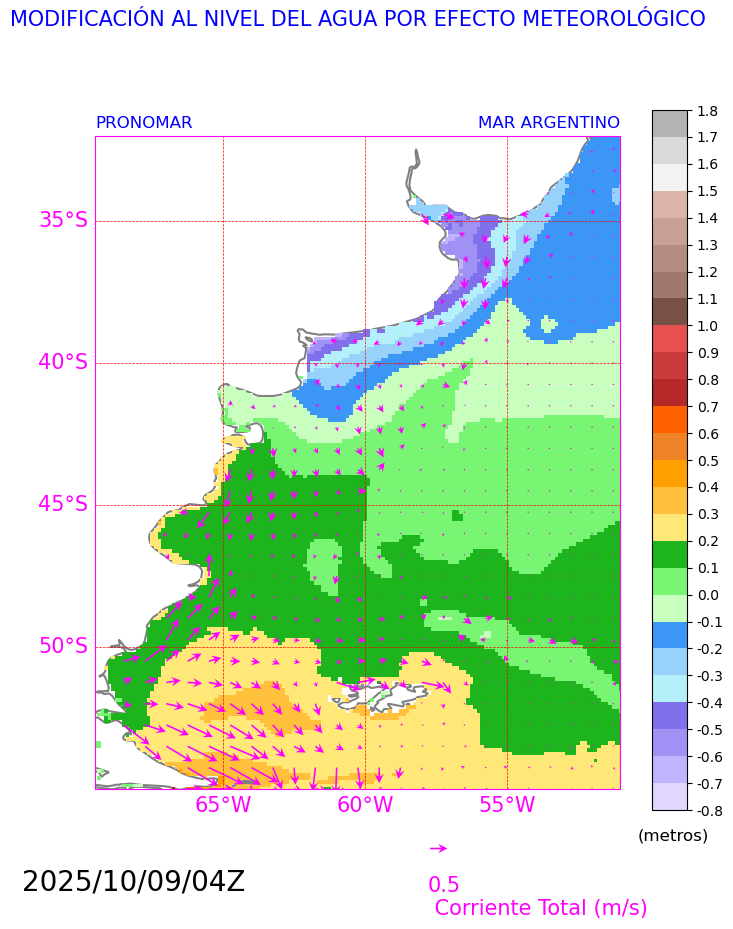 MODIFICACIÓN AL NIVEL DEL AGUA POR EFECTO METEOROLÓGICO
PRONOMAR MAR ARGENTINO
35°S
40°S
45°S
50°S
65°W 60°W 55°W
1.8
1.7
1.6
1.5
1.4
1.3
1.2
1.1
1.0
0.9
0.8
0.7
0.6
0.5
0.4
0.3
0.2
0.1
0.0
-0.1
-0.2
-0.3
-0.4
-0.5
-0.6
-0.7
-0.8
(metros)
2025/10/09/04Z
0.5
Corriente Total (m/s)